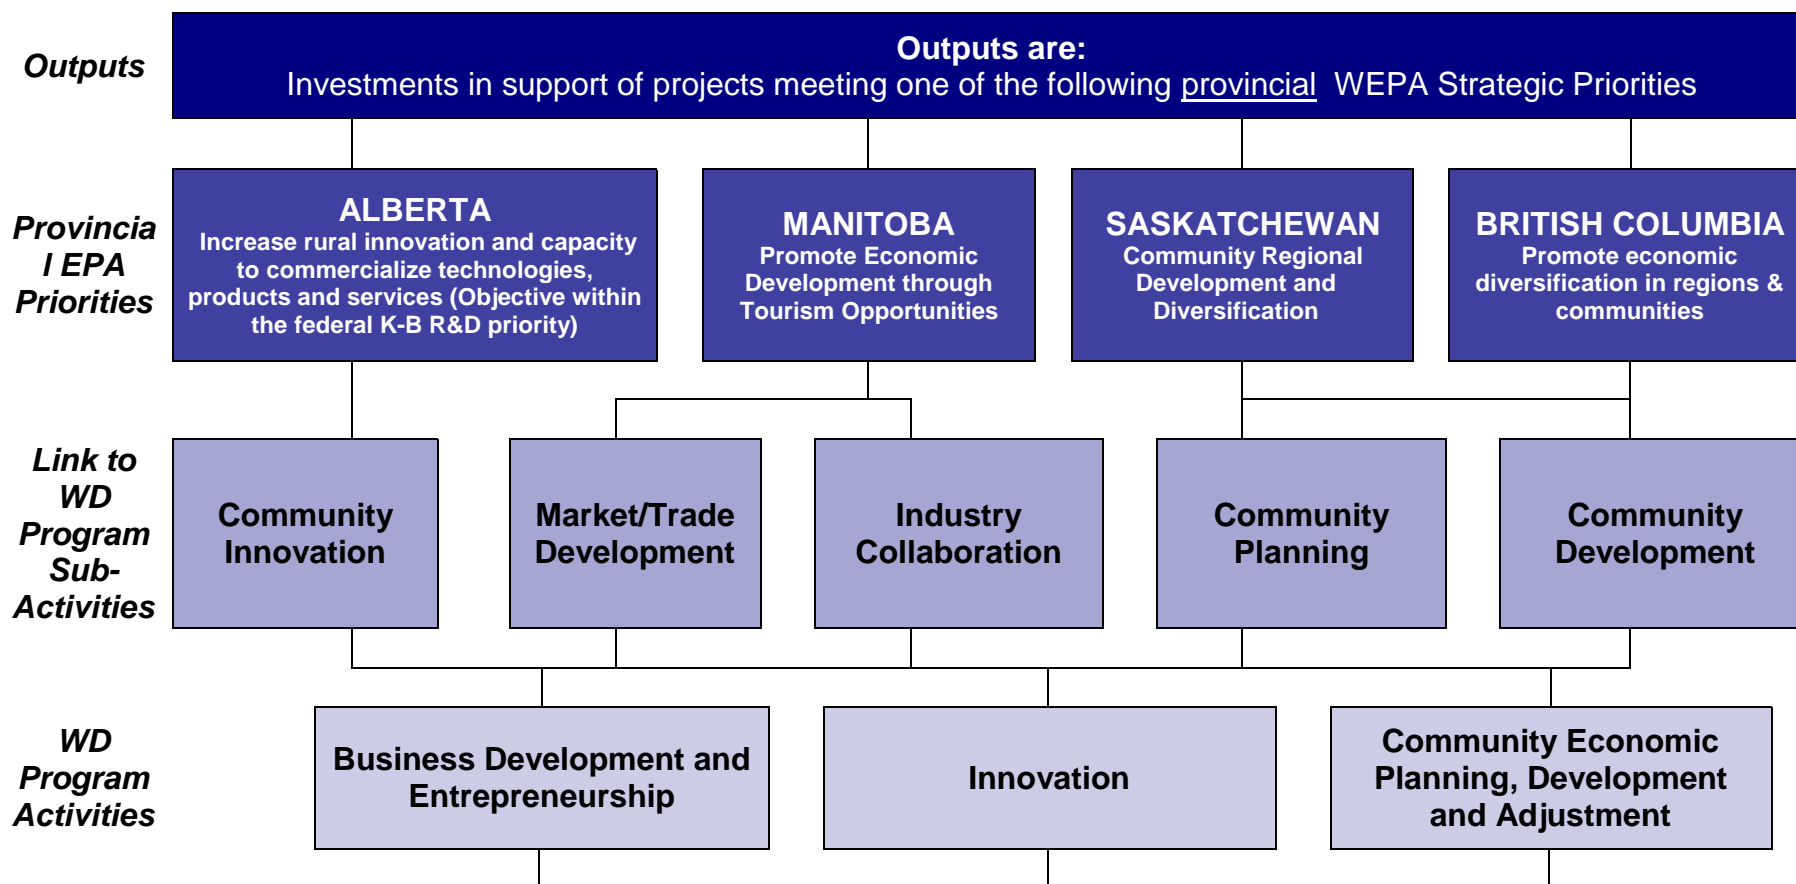 Outputs
Outputs are:
Investments in support of projects meeting one of the following provincial WEPA Strategic Priorities
Provincia
l EPA
Priorities
ALBERTA
Increase rural innovation and capacity
to commercialize technologies,
products and services (Objective within
the federal K-B R&D priority)
MANITOBA
Promote Economic
Development through
Tourism Opportunities
SASKATCHEWAN
Community Regional
Development and
Diversification
BRITISH COLUMBIA
Promote economic
diversification in regions &
communities
Link to
WD
Program
Sub-
Activities
Community
Innovation
Market/Trade
Development
Industry
Collaboration
Community
Planning
Community
Development
WD
Program
Activities
Business Development and
Entrepreneurship
Innovation
Community Economic
Planning, Development
and Adjustment